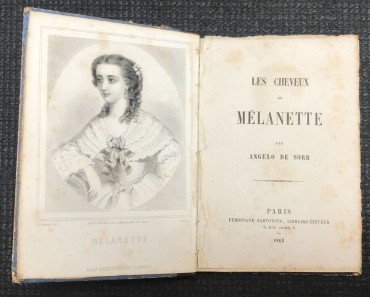 MÉLANETTE
LES CHEVEUX
DE
MÉLANETTE
PAR
ANGELO DE SORR
PARIS
FERDINAND SARTORIUS, LIBRAIRE-ÉDITEUR
1863